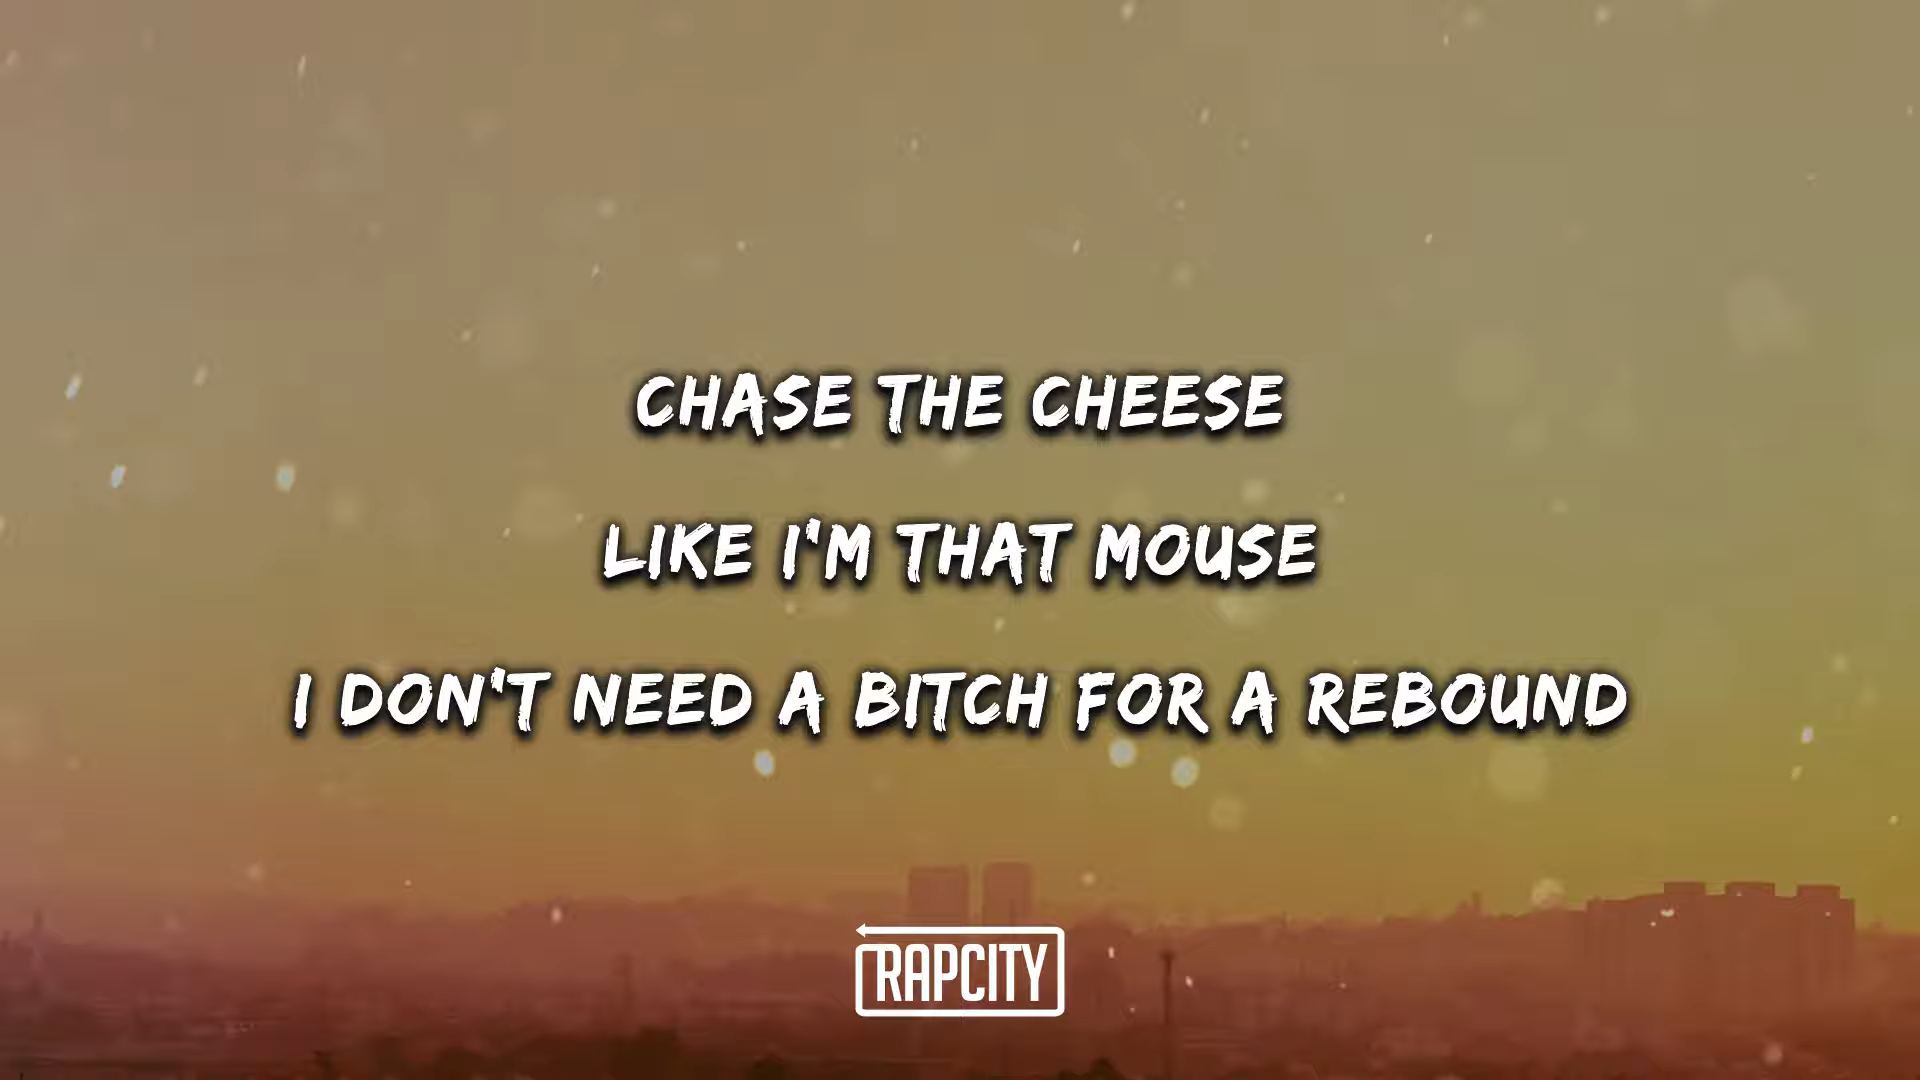 CHASE THE CHEESE
LIKE I'M THAT MOUSE
I DON'T NEED A BITCH FOR A REBOUND
RAPCITY